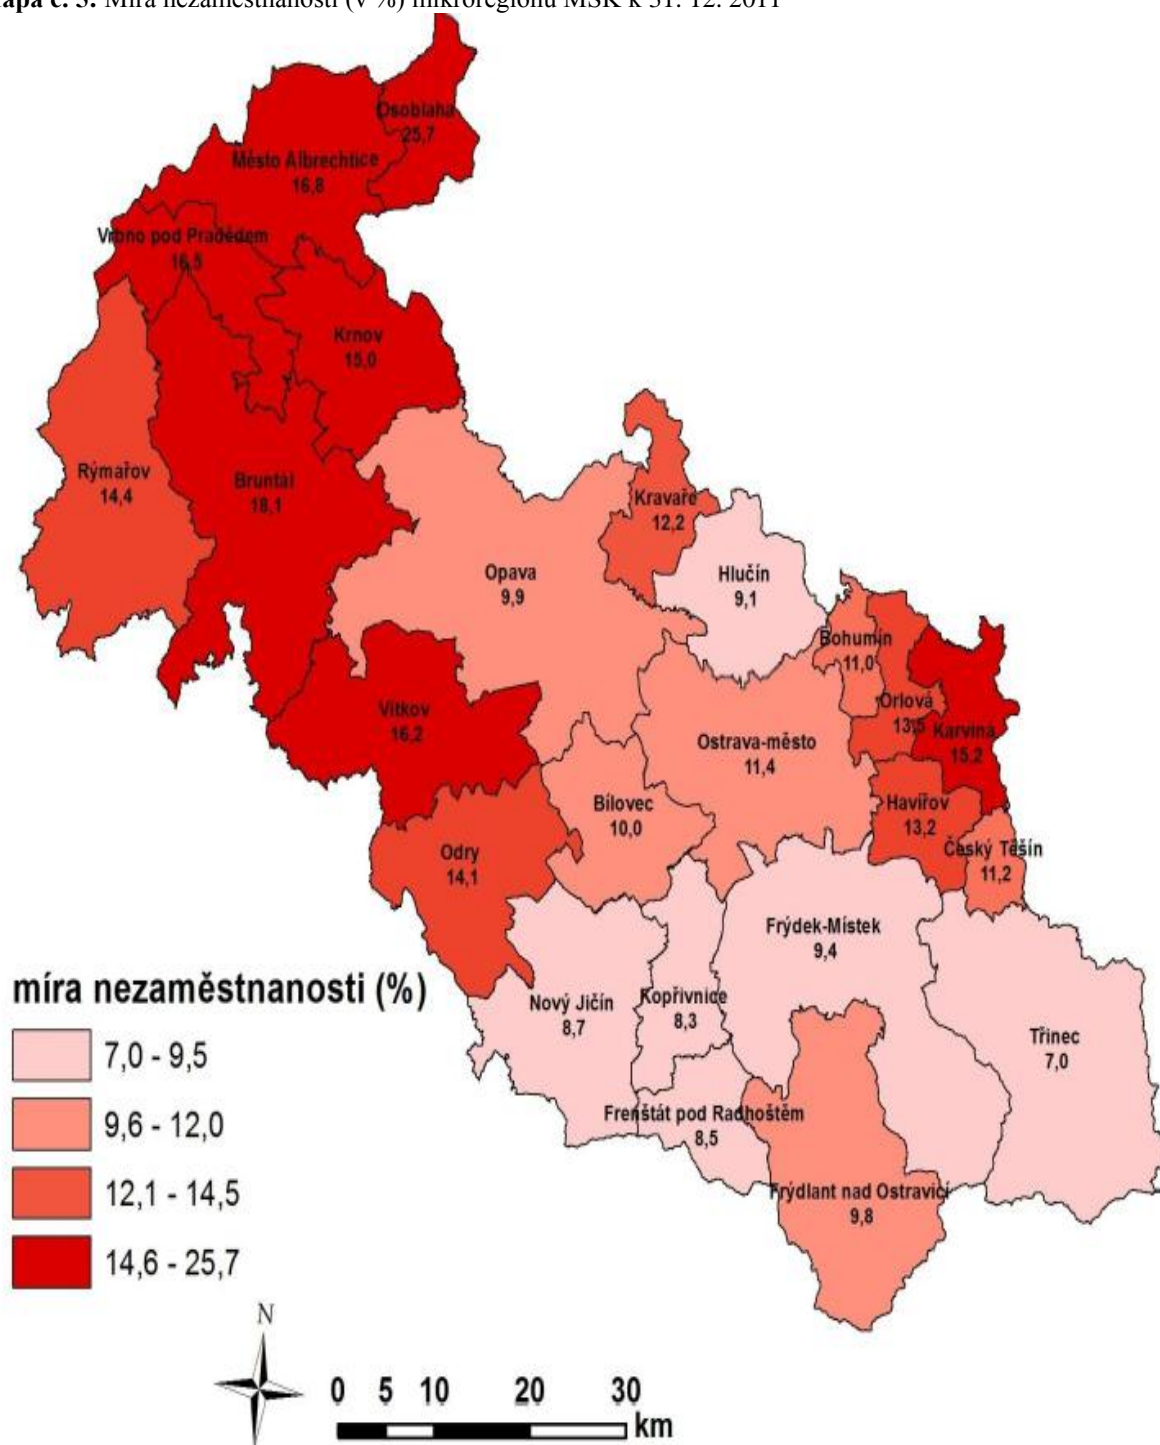 apa č. 3: Míra nezaměstnanosti (v %) mikroregionů MSK k 31. 12. 2011
Osoblaha
25,7
Město Albrechtice
16,8
Vrbno pod Pradědem
16,5
Krnov
15,0
Rýmařov
14,4
Bruntál
18,1
Kravaře
12,2
Opava
9,9
Hlučín
9,1
Bohumín
11,0
Orlová
13,5
Karviná
15,2
Vítkov
16,2
Ostrava-město
11,4
Bílovec
10,0
Havířov
13,2
Český Těšín
11,2
Odry
14,1
Frýdek-Místek
9,4
Nový Jičín
8,7
Kopřivnice
8,3
Třinec
7,0
Frenštát pod Radhoštěm
8,5
Frýdlant nad Ostravicí
9,8
míra nezaměstnanosti (%)
7,0 - 9,5
9,6 - 12,0
12,1 - 14,5
14,6 - 25,7
N
0 5 10 20 30
km